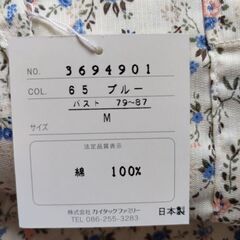 NO. 3694901
COL. 65 ブルー
バスト 79~87
サイズ M
法定品質表示
綿 100%
株式会社 カイタックファミリー
TEL 086-255-3283
日本製